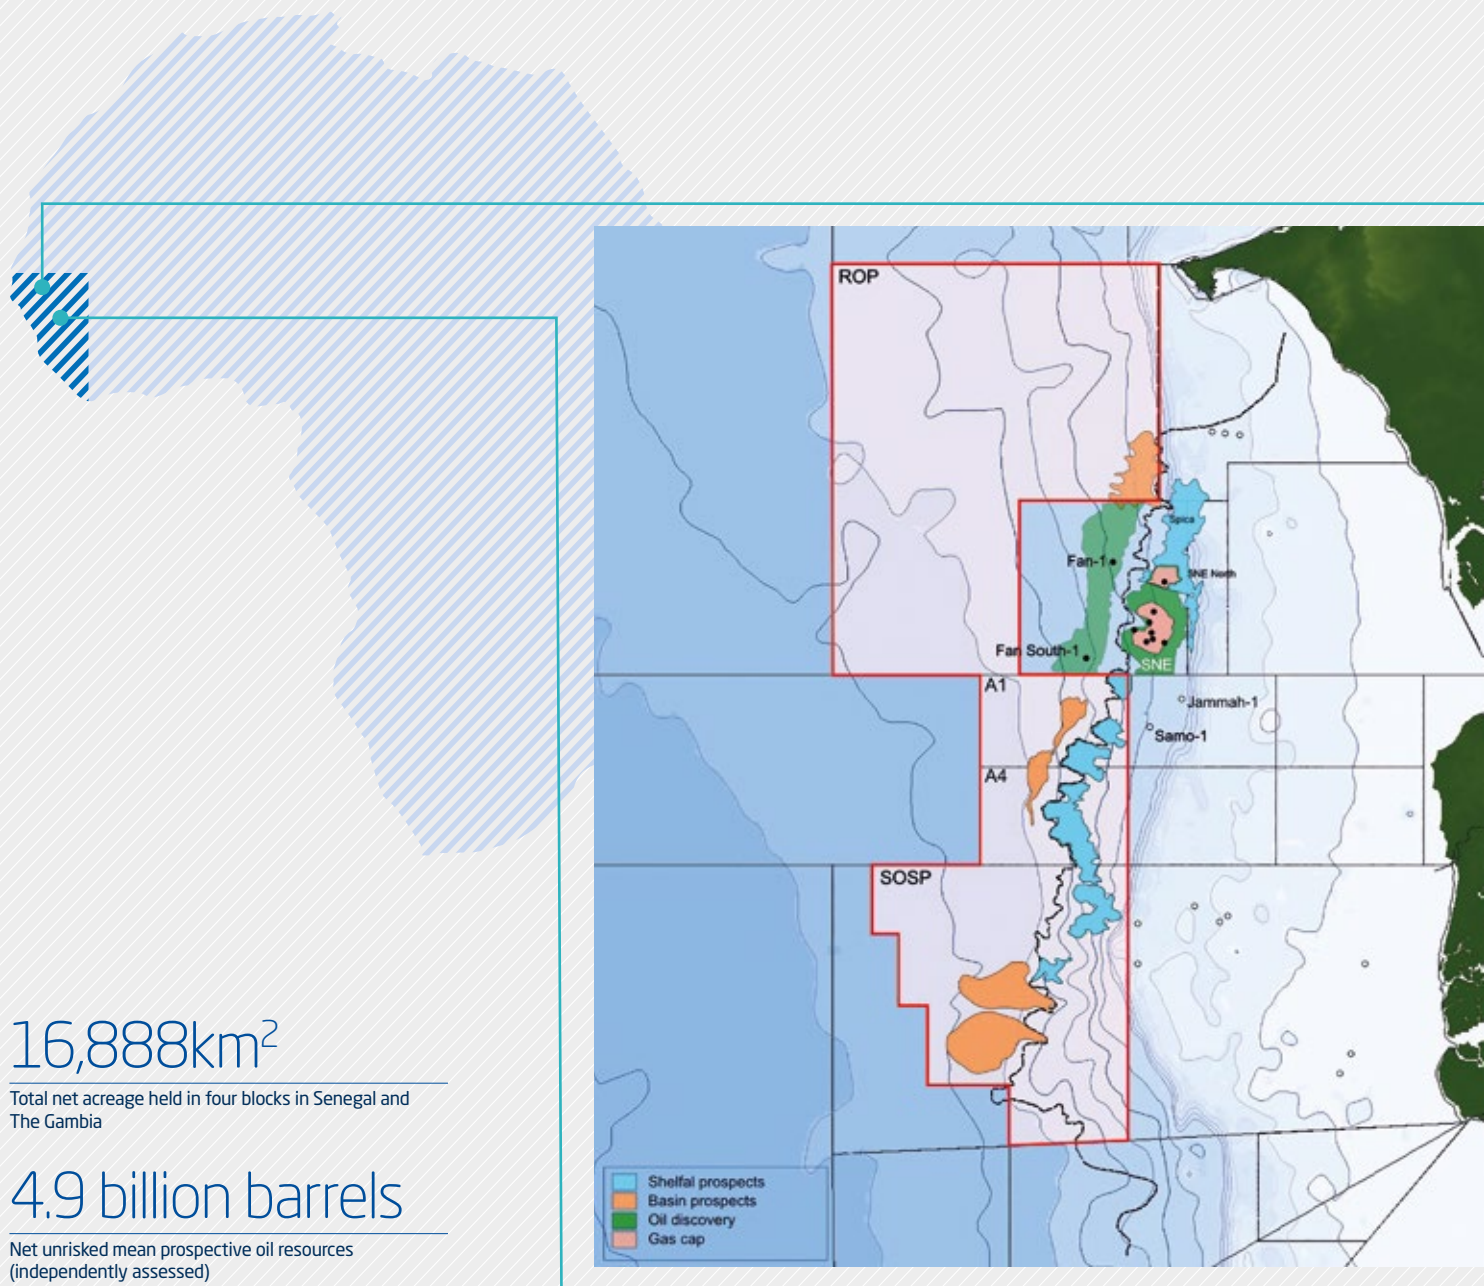 ROP
Spica
Fan-1
SNE North
Fan South-1
SNE
A1
Jammah-1
Samo-1
A4
SOSP
Shelfal prospects
Basin prospects
Oil discovery
Gas cap
16,888km²
Total net acreage held in four blocks in Senegal and
The Gambia
4.9 billion barrels
Net unrisked mean prospective oil resources
(independently assessed)